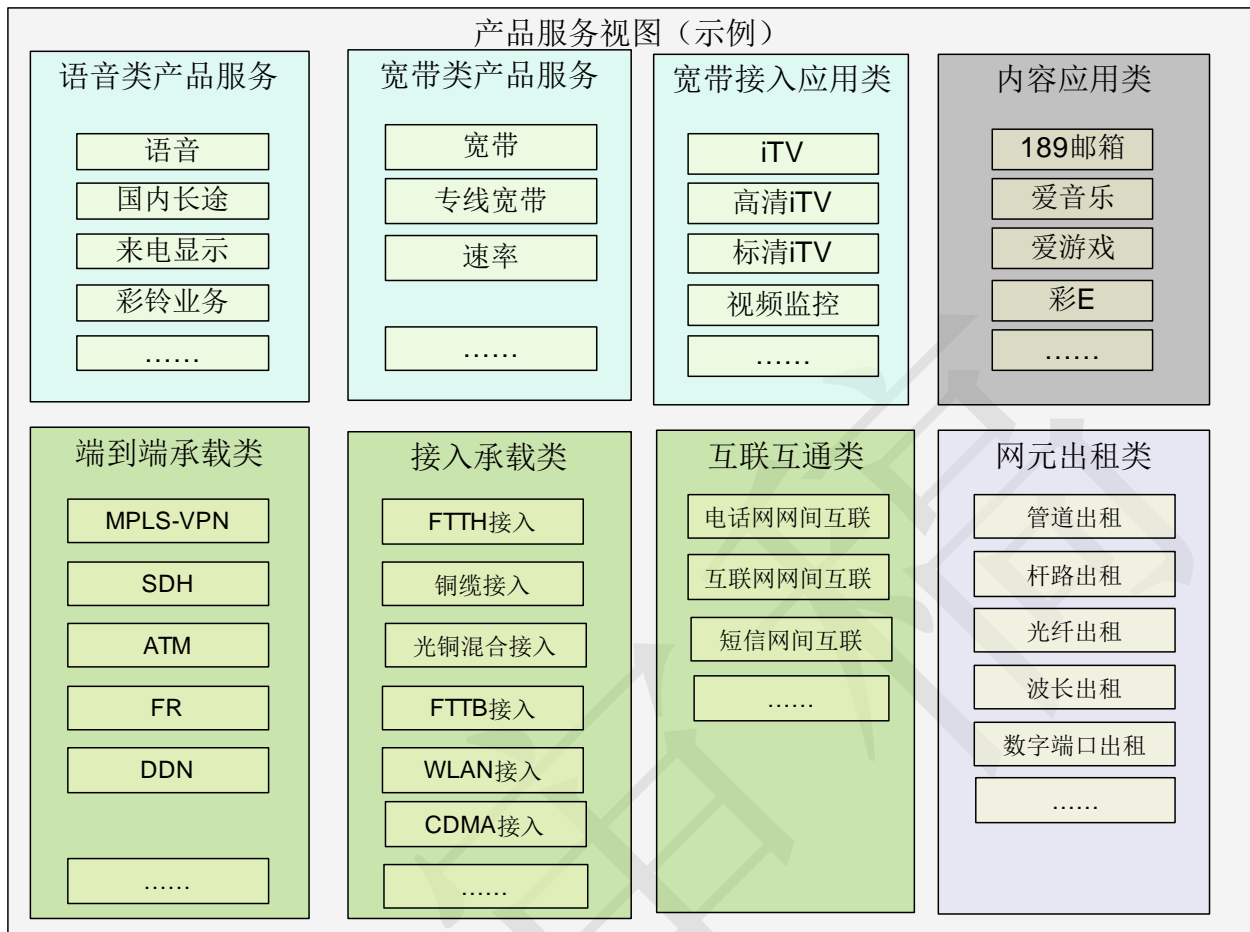 产品服务视图（示例）
语音类产品服务
语音
国内长途
来电显示
彩铃业务
……
宽带类产品服务
宽带
专线宽带
速率
……
宽带接入应用类
iTV
高清iTV
标清iTV
视频监控
……
内容应用类
189邮箱
爱音乐
爱游戏
彩E
……
端到端承载类
MPLS-VPN
SDH
ATM
FR
DDN
……
接入承载类
FTTH接入
铜缆接入
光铜混合接入
FTTB接入
WLAN接入
CDMA接入
……
互联互通类
电话网网间互联
互联网网间互联
短信网间互联
……
网元出租类
管道出租
杆路出租
光纤出租
波长出租
数字端口出租
……